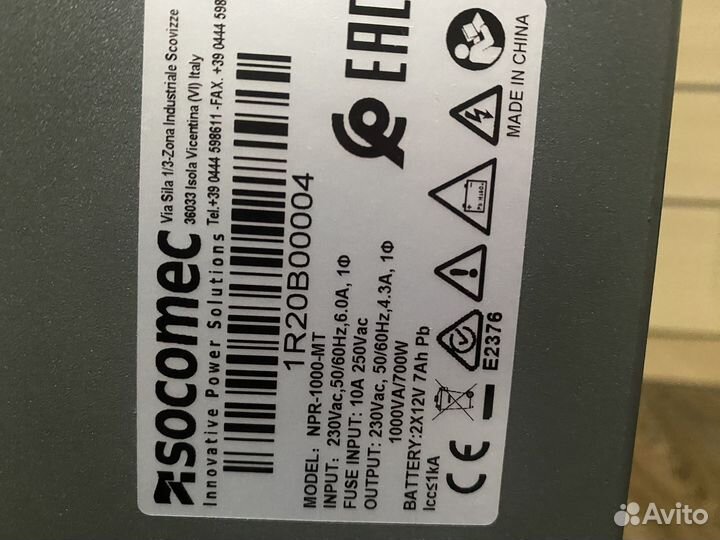 socomec
Innovative Power Solutions
Via Sila 1/3-Zona Industriale Scovizze
36033 Isola Vicentina (VI) Italy
Tel.+39 0444 598611 -FAX. +39 0444 598
1R20B00004
MODEL: NPR-1000-MT
INPUT: 230Vac,50/60Hz,6.0A, 1Φ
FUSE INPUT: 10A 250Vac
OUTPUT: 230Vac, 50/60Hz,4.3A, 1Φ
1000VA/700W
BATTERY:2X12V 7Ah Pb
Icc≤1kA
EAC
CE
E2376
MADE IN CHINA
Avito